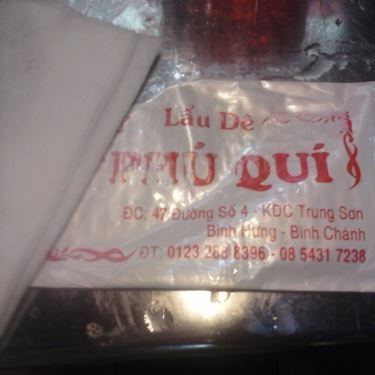 Lẩu Dê
PHÚ QUÍ
ĐC: 47 Đường Số 4 - KDC Trung Sơn
Bình Hưng - Bình Chánh
ĐT: 0123 268 8396 - 08 5431 7238